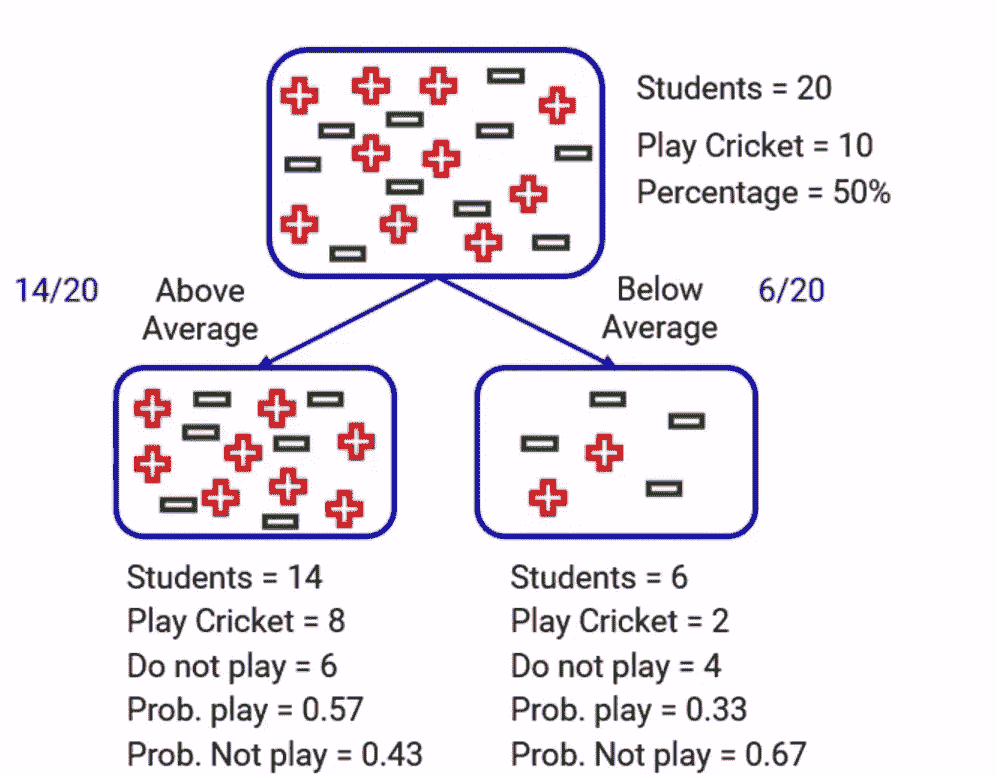 Students = 20
Play Cricket = 10
Percentage = 50%
14/20
Above
Average
Below
Average
6/20
Students = 14
Play Cricket = 8
Do not play = 6
Prob. play = 0.57
Prob. Not play = 0.43
Students = 6
Play Cricket = 2
Do not play = 4
Prob. play = 0.33
Prob. Not play = 0.67